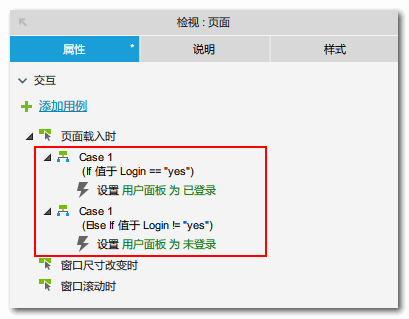 检视 : 页面
属性 * 说明 样式
交互
添加用例
页面载入时
Case 1
(If 值于 Login == "yes")
设置 用户面板 为 已登录
Case 1
(Else If 值于 Login != "yes")
设置 用户面板 为 未登录
窗口尺寸改变时
窗口滚动时